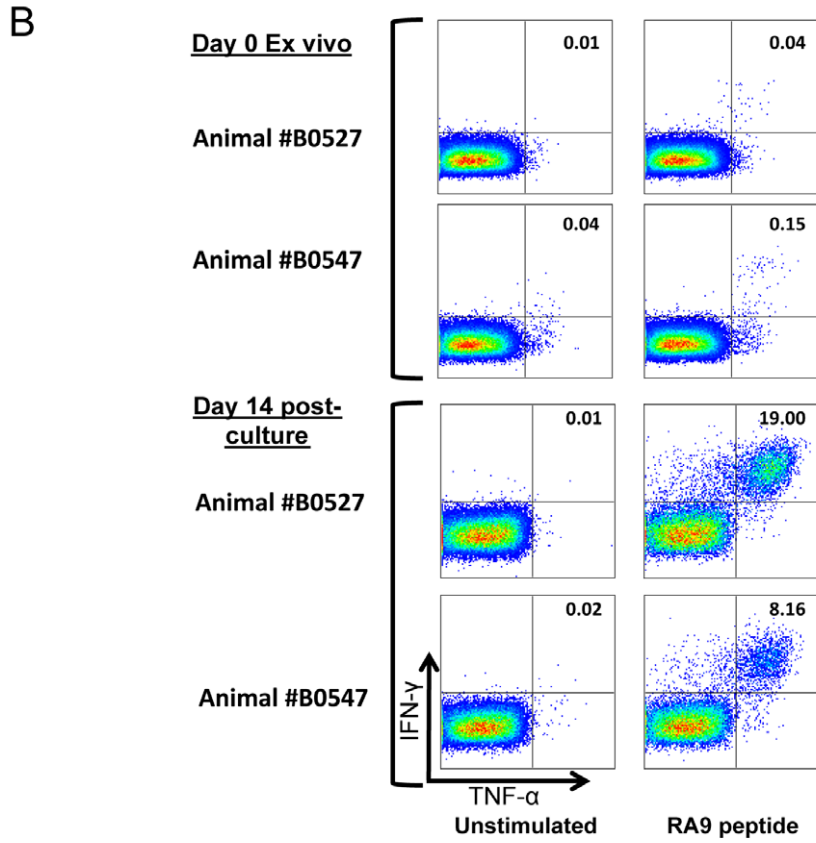 B
Day 0 Ex vivo
0.01
0.04
Animal #B0527
0.04
0.15
Animal #B0547
Day 14 post-
culture
0.01
19.00
Animal #B0527
0.02
8.16
Animal #B0547
IFN-γ
TNF-α
Unstimulated
RA9 peptide